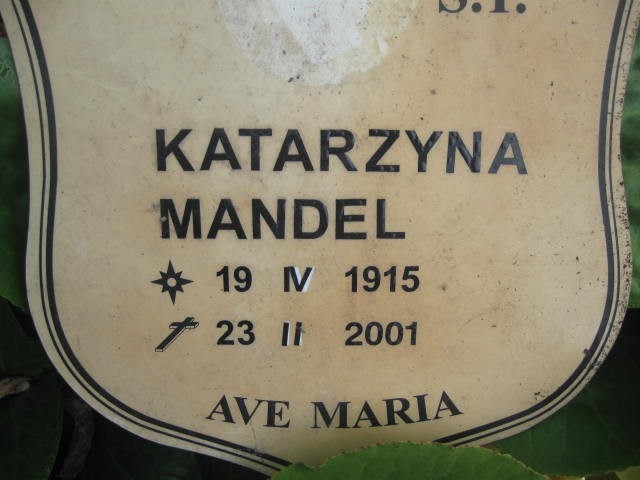 S.P.
KATARZYNA
MANDEL
19 IV 1915
23 II 2001
AVE MARIA